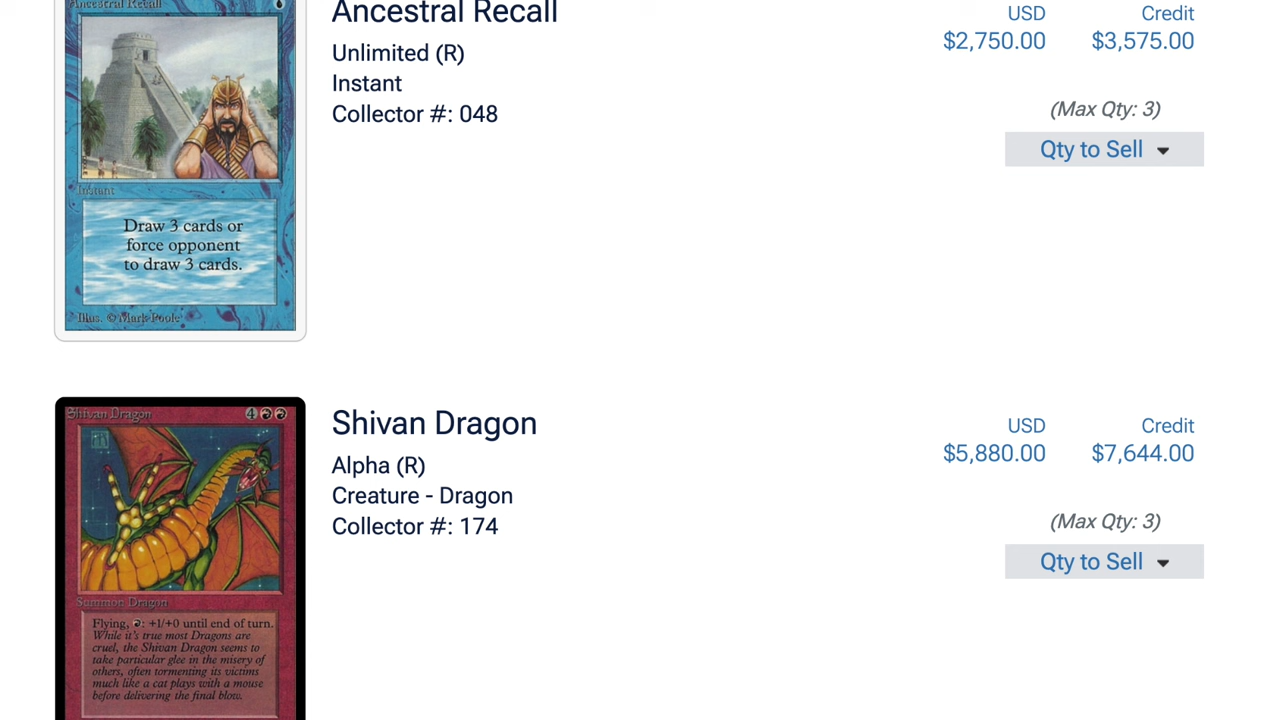 Ancestral Recall
Ancestral Recall
Unlimited (R)
Instant
Collector #: 048
USD Credit
$2,750.00 $3,575.00
(Max Qty: 3)
Qty to Sell
Instant
Draw 3 cards or
force opponent
to draw 3 cards.
Illus. © Mark Poole
Shivan Dragon 4
Summon Dragon
Flying, : +1/+0 until end of turn.
While it's true most Dragons are
cruel, the Shivan Dragon seems to
take particular glee in the misery of
others, often tormenting its victims
much like a cat plays with a mouse
before delivering the final blow.
Shivan Dragon
Alpha (R)
Creature - Dragon
Collector #: 174
USD Credit
$5,880.00 $7,644.00
(Max Qty: 3)
Qty to Sell